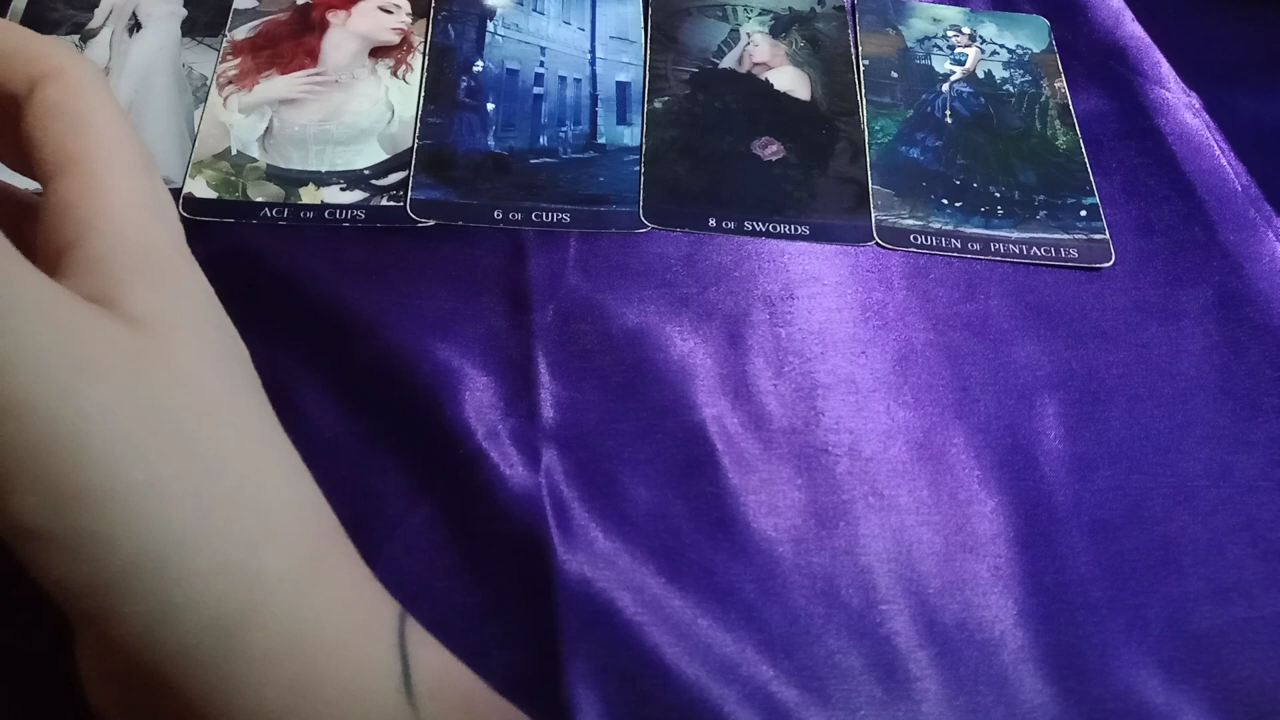 ACE OF CUPS
6 OF CUPS
8 OF SWORDS
QUEEN OF PENTACLES